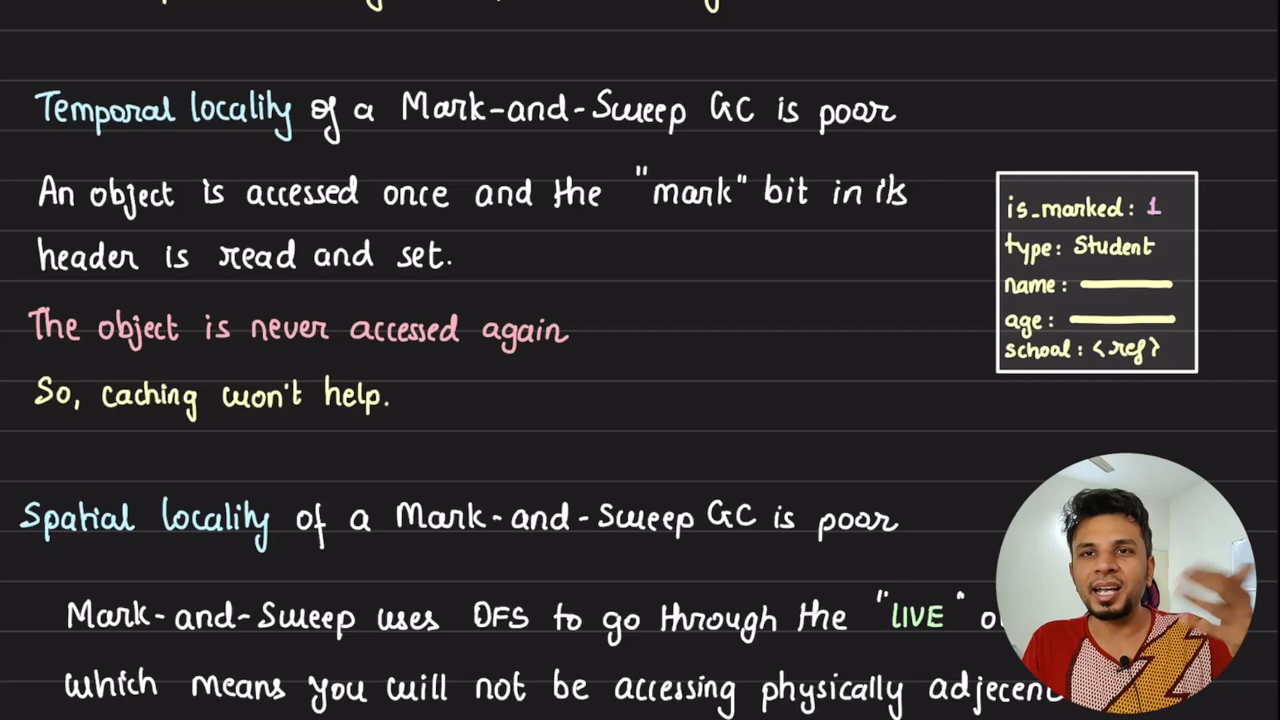 Temporal locality of a Mark-and-Sweep GC is poor
An object is accessed once and the "mark" bit in its
header is read and set.
The object is never accessed again
So, caching won't help.
is_marked: 1
type: Student
name:
age:
school: <ref>
Spatial locality of a Mark-and-Sweep GC is poor
Mark-and-Sweep uses DFS to go through the "LIVE"
which means you will not be accessing physically adjecent